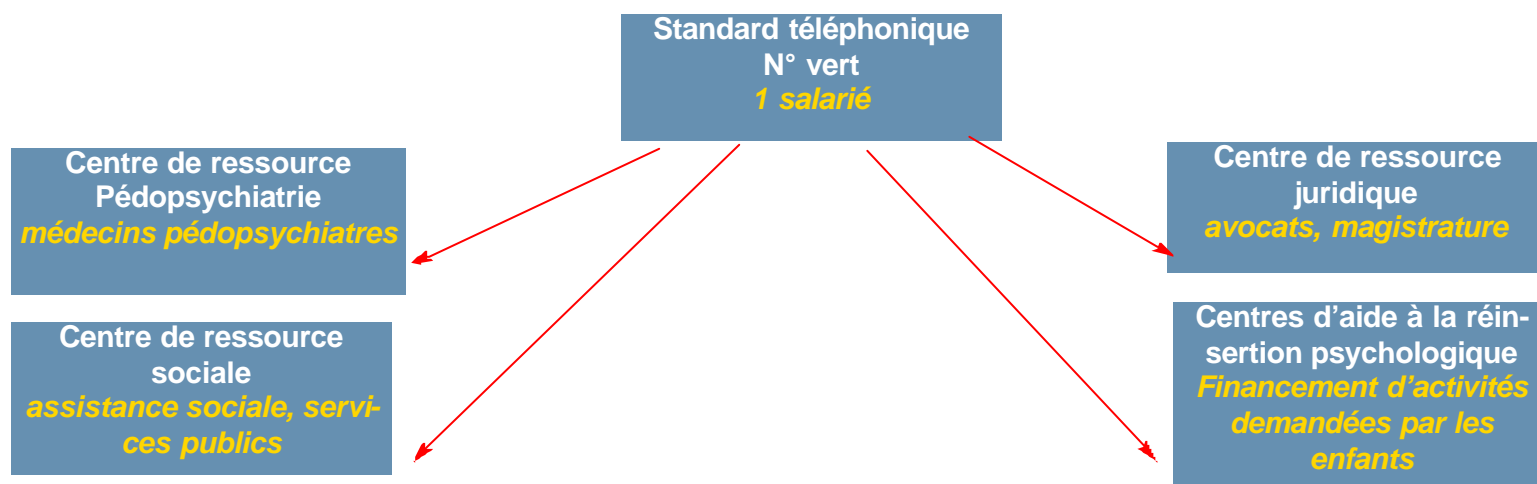 Standard téléphonique
N° vert
1 salarié
Centre de ressource
Pédopsychiatrie
médecins pédopsychiatres
Centre de ressource
juridique
avocats, magistrature
Centre de ressource
sociale
assistance sociale, servi-
ces publics
Centres d'aide à la réin-
sertion psychologique
Financement d'activités
demandées par les
enfants